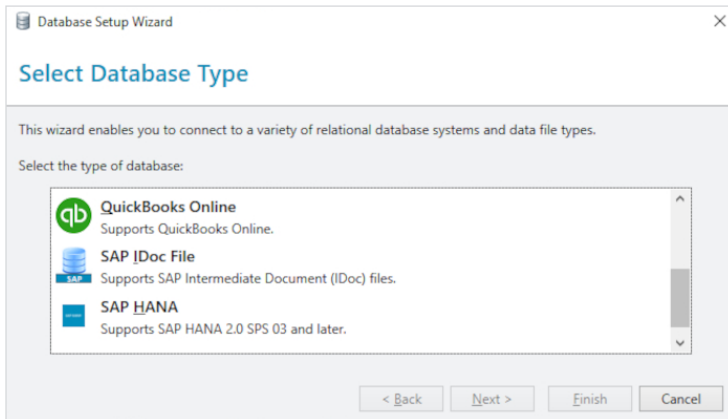 Database Setup Wizard
Select Database Type
This wizard enables you to connect to a variety of relational database systems and data file types.
Select the type of database:
qb
QuickBooks Online
Supports QuickBooks Online.
SAP IDoc File
SAP
Supports SAP Intermediate Document (IDoc) files.
SAP HANA
Supports SAP HANA 2.0 SPS 03 and later.
< Back
Next >
Finish
Cancel